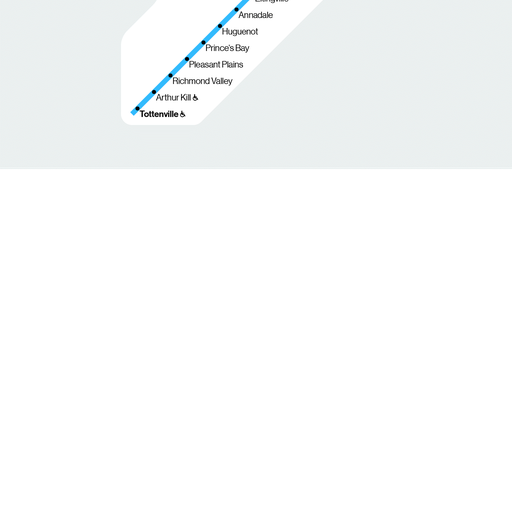 Annadale
Huguenot
Prince's Bay
Pleasant Plains
Richmond Valley
Arthur Kill
Tottenville